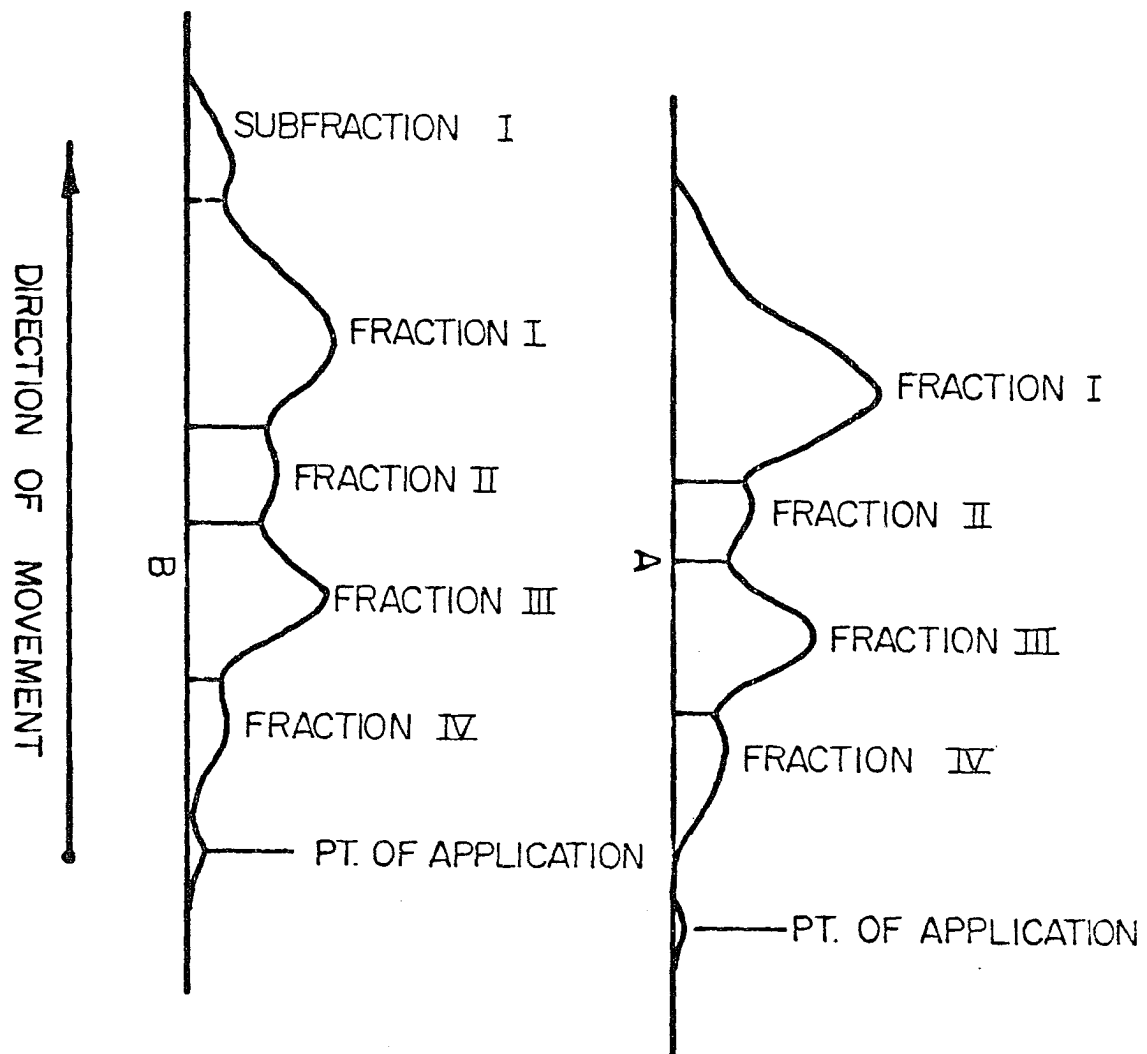 DIRECTION OF MOVEMENT
B
SUBFRACTION I
FRACTION I
FRACTION II
FRACTION III
FRACTION IV
PT. OF APPLICATION
A
FRACTION I
FRACTION II
FRACTION III
FRACTION IV
PT. OF APPLICATION